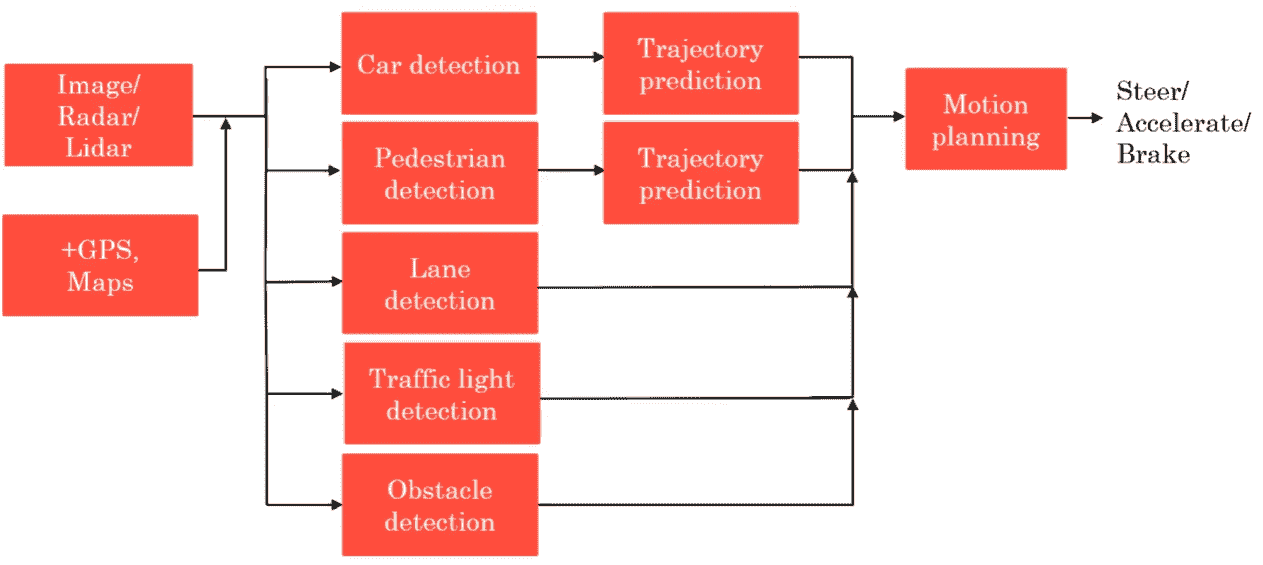 Image/
Radar/
Lidar
+GPS,
Maps
Car detection
Pedestrian
detection
Lane
detection
Traffic light
detection
Obstacle
detection
Trajectory
prediction
Trajectory
prediction
Motion
planning
Steer/
Accelerate/
Brake